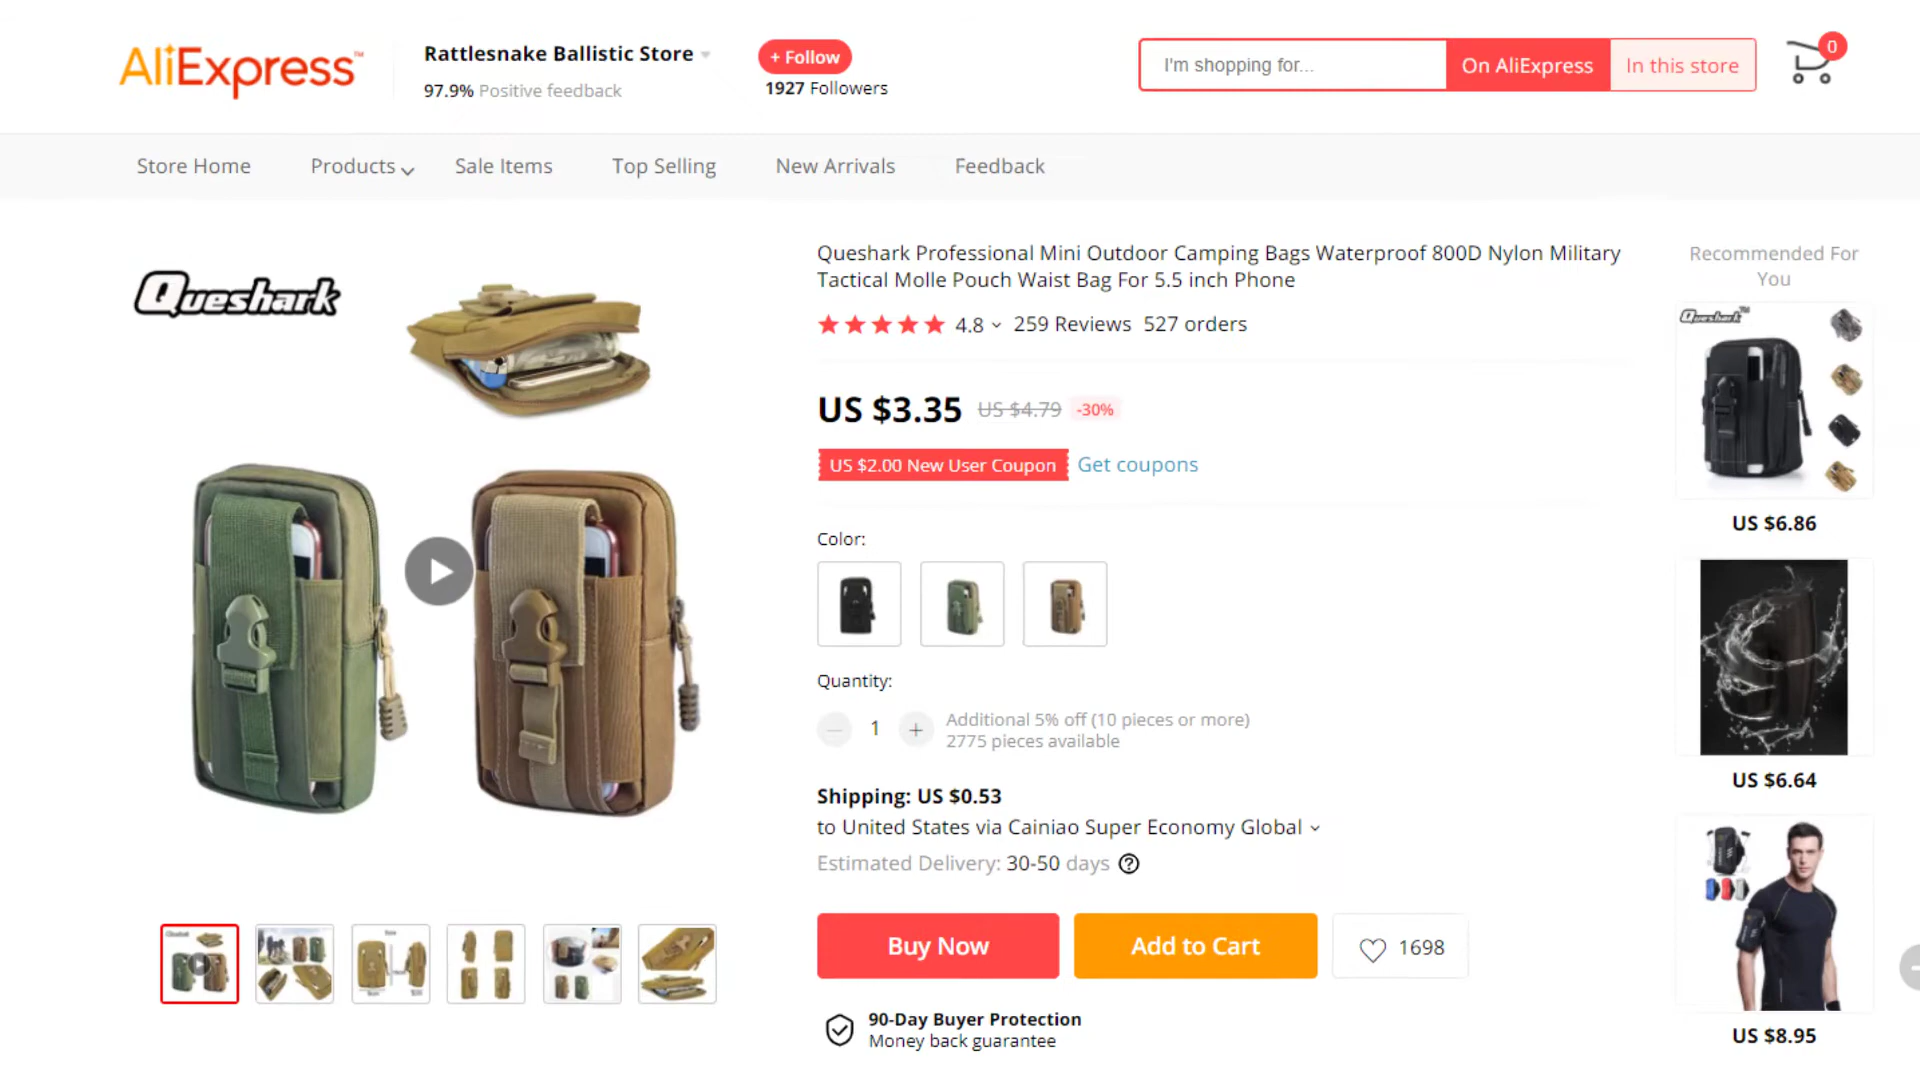 AliExpress™
Rattlesnake Ballistic Store
97.9% Positive feedback
+ Follow
1927 Followers
I'm shopping for...
On AliExpress
In this store
0
Store Home
Products
Sale Items
Top Selling
New Arrivals
Feedback
Queshark
Queshark Professional Mini Outdoor Camping Bags Waterproof 800D Nylon Military
Tactical Molle Pouch Waist Bag For 5.5 inch Phone
4.8
259 Reviews
527 orders
US $3.35
US $4.79
-30%
US $2.00 New User Coupon
Get coupons
Color:
Quantity:
1
Additional 5% off (10 pieces or more)
2775 pieces available
Shipping: US $0.53
to United States via Cainiao Super Economy Global
Estimated Delivery: 30-50 days
Buy Now
Add to Cart
1698
90-Day Buyer Protection
Money back guarantee
Recommended For
You
Queshark™
US $6.86
US $6.64
US $8.95